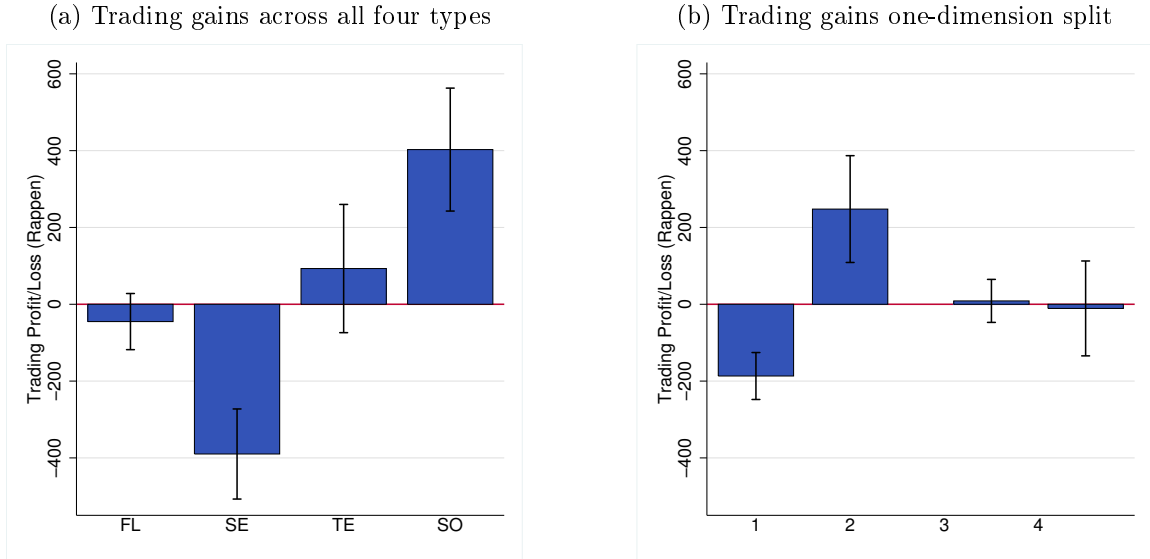 (a) Trading gains across all four types
Trading Profit/Loss (Rappen)
600
400
200
0
−200
−400
FL SE TE SO
(b) Trading gains one-dimension split
Trading Profit/Loss (Rappen)
600
400
200
0
−200
−400
1 2 3 4